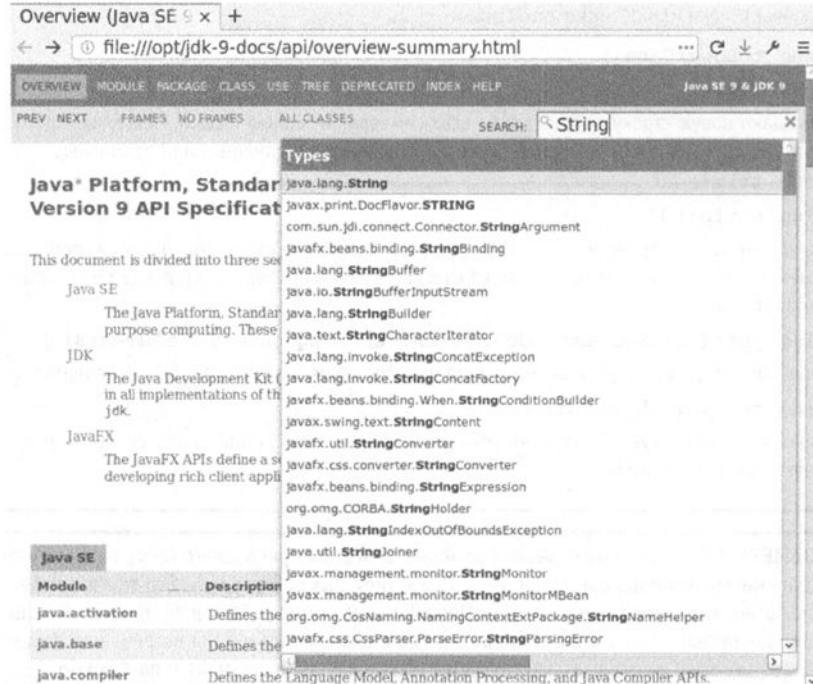 Overview (Java SE 9 × +
file:///opt/jdk-9-docs/api/overview-summary.html
OVERVIEW MODULE PACKAGE CLASS USE TREE DEPRECATED INDEX HELP Java SE 9 & JDK 9
PREV NEXT FRAMES NO FRAMES ALL CLASSES SEARCH: String ×
Types
Java® Platform, Standar
Version 9 API Specificat
This document is divided into three sec
Java SE
The Java Platform, Standar
purpose computing. These
JDK
The Java Development Kit (
in all implementations of th
jdk.
JavaFX
The JavaFX APIs define a se
developing rich client appli
java.lang.String
javax.print.DocFlavor.STRING
com.sun.jdi.connect.Connector.StringArgument
javafx.beans.binding.StringBinding
java.lang.StringBuffer
java.io.StringBufferInputStream
java.lang.StringBuilder
java.text.StringCharacterIterator
java.lang.invoke.StringConcatException
java.lang.invoke.StringConcatFactory
javafx.beans.binding.When.StringConditionBuilder
javax.swing.text.StringContent
javafx.util.StringConverter
javafx.css.converter.StringConverter
javafx.beans.binding.StringExpression
org.omg.CORBA.StringHolder
java.lang.StringIndexOutOfBoundsException
java.util.StringJoiner
javax.management.monitor.StringMonitor
javax.management.monitor.StringMonitorMBean
org.omg.CosNaming.NamingContextExtPackage.StringNameHelper
javafx.css.CssParser.ParseError.StringParsingError
Java SE
Module Description
java.activation Defines the
java.base Defines the
java.compiler Defines the Language Model, Annotation Processing, and Java Compiler APIs.